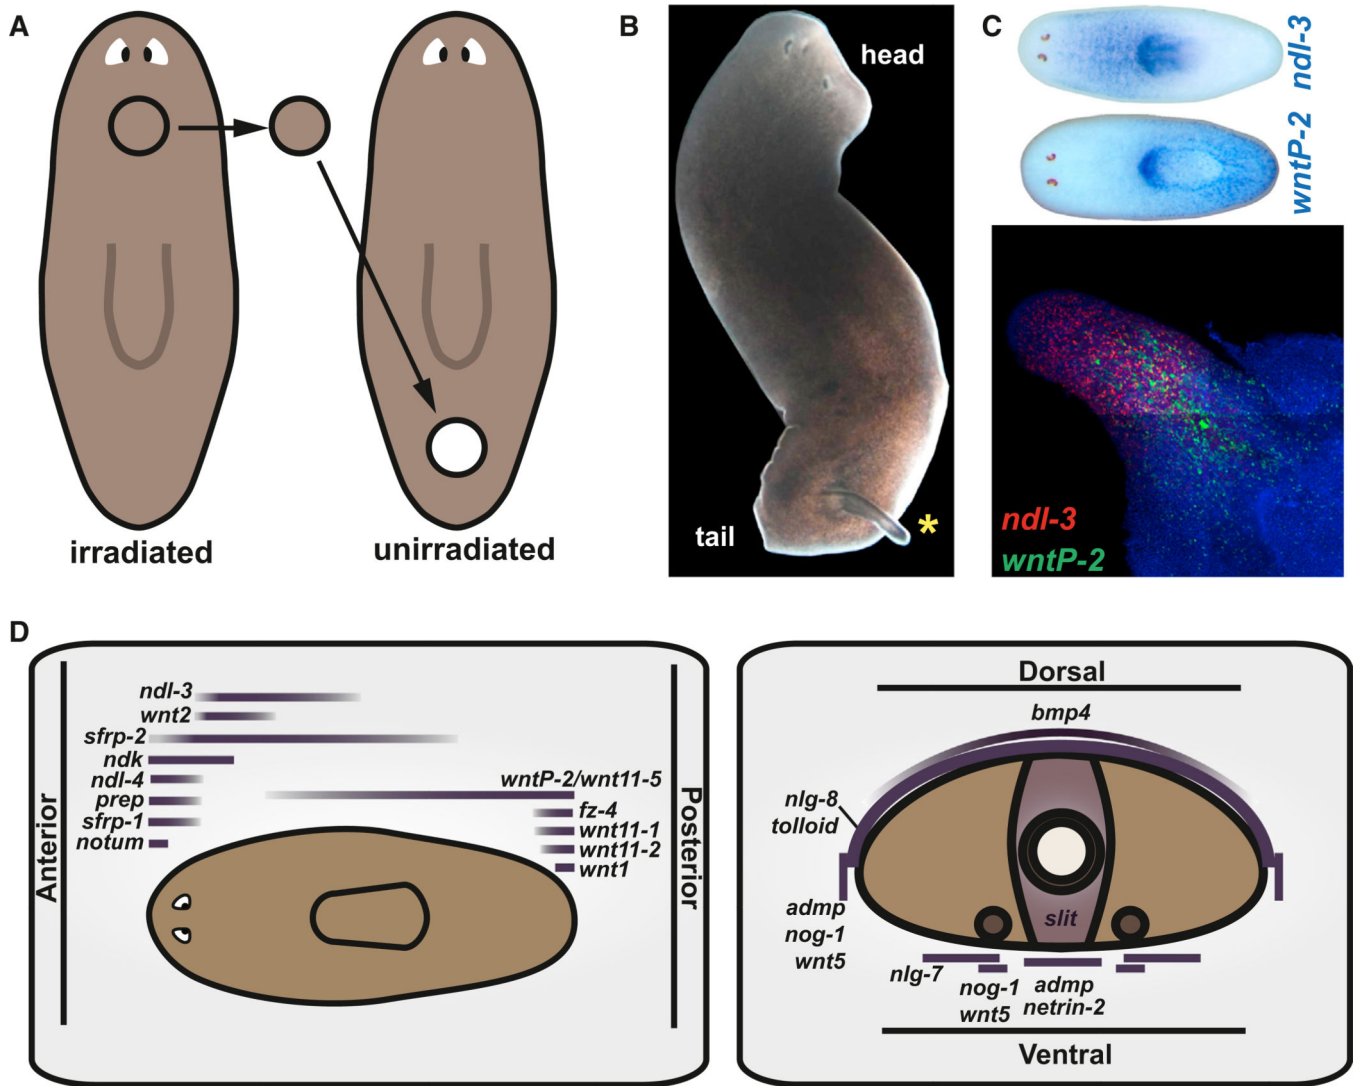 A
irradiated
unirradiated
B
head
tail
*
C
ndl-3
wntP-2
ndl-3
wntP-2
D
Anterior
ndl-3
wnt2
sfrp-2
ndk
ndl-4
prep
sfrp-1
notum
wntP-2/wnt11-5
fz-4
wnt11-1
wnt11-2
wnt1
Posterior
Dorsal
bmp4
nlg-8
tolloid
admp
nog-1
wnt5
slit
nlg-7
nog-1
wnt5
admp
netrin-2
Ventral